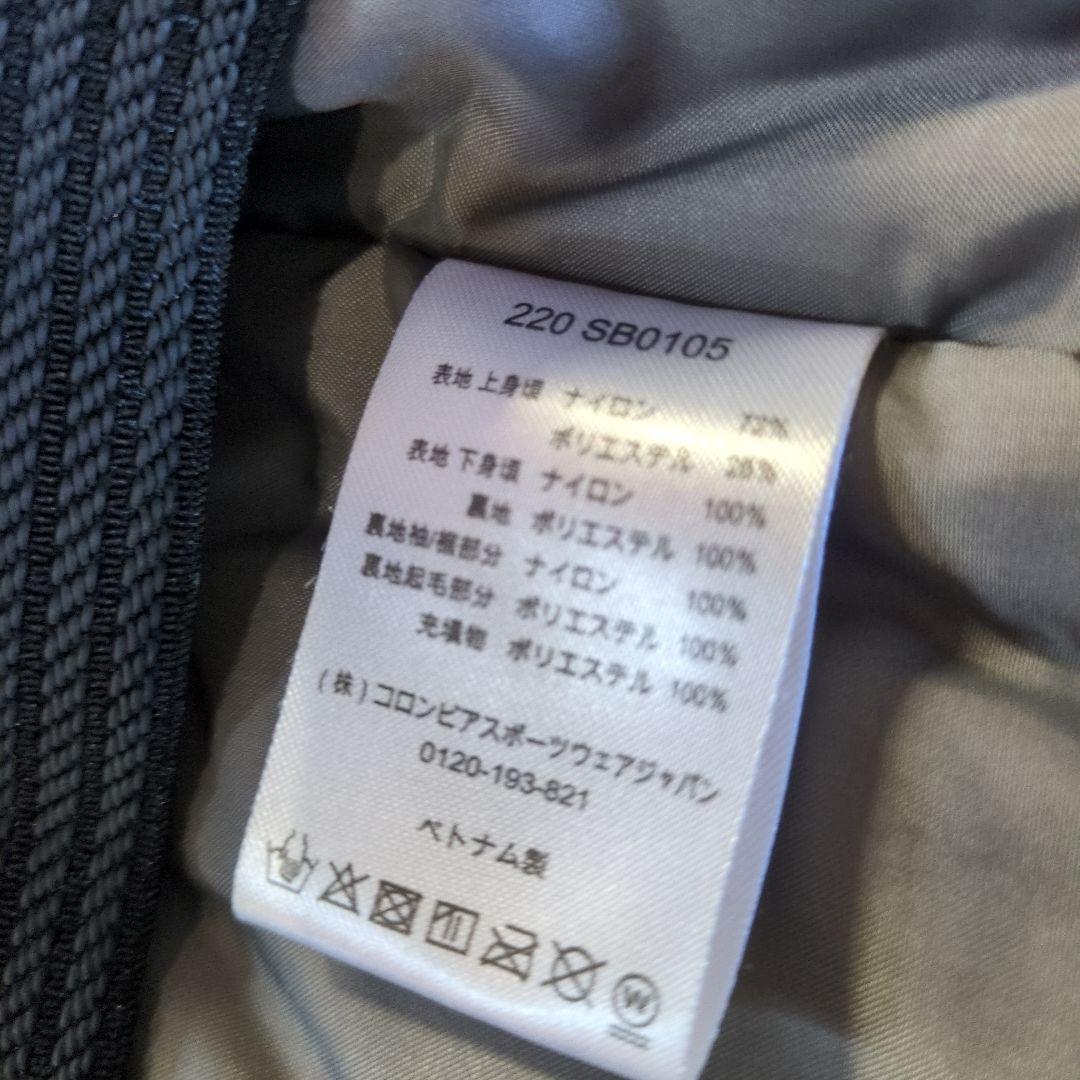 220 SB0105
表地 上身頃 ナイロン 72%
ポリエステル 28%
表地 下身頃 ナイロン 100%
裏地 ポリエステル 100%
裏地袖/裾部分 ナイロン 100%
裏地起毛部分 ポリエステル 100%
充填物 ポリエステル 100%
(株)コロンビアスポーツウェアジャパン
0120-193-821
ベトナム製
W